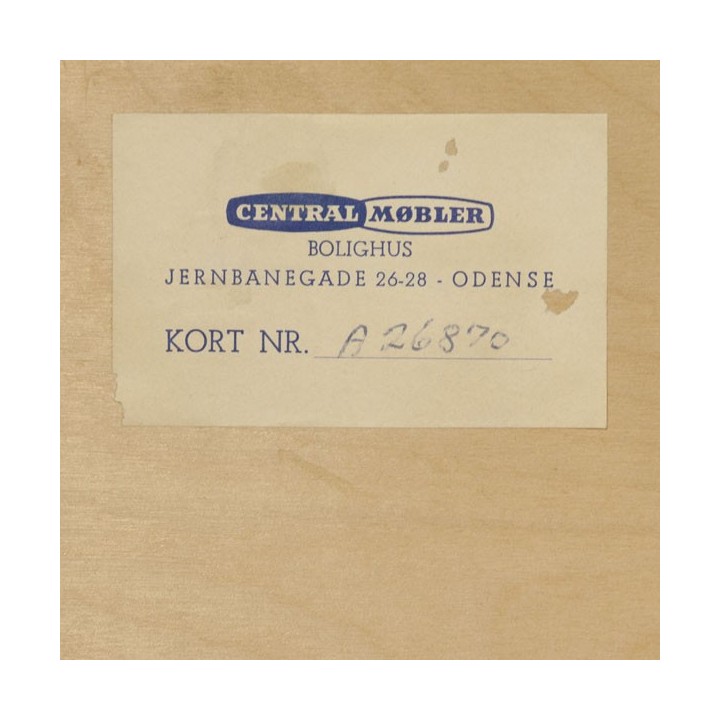 CENTRAL MØBLER
BOLIGHUS
JERNBANEGADE 26-28 - ODENSE
KORT NR. A 26870